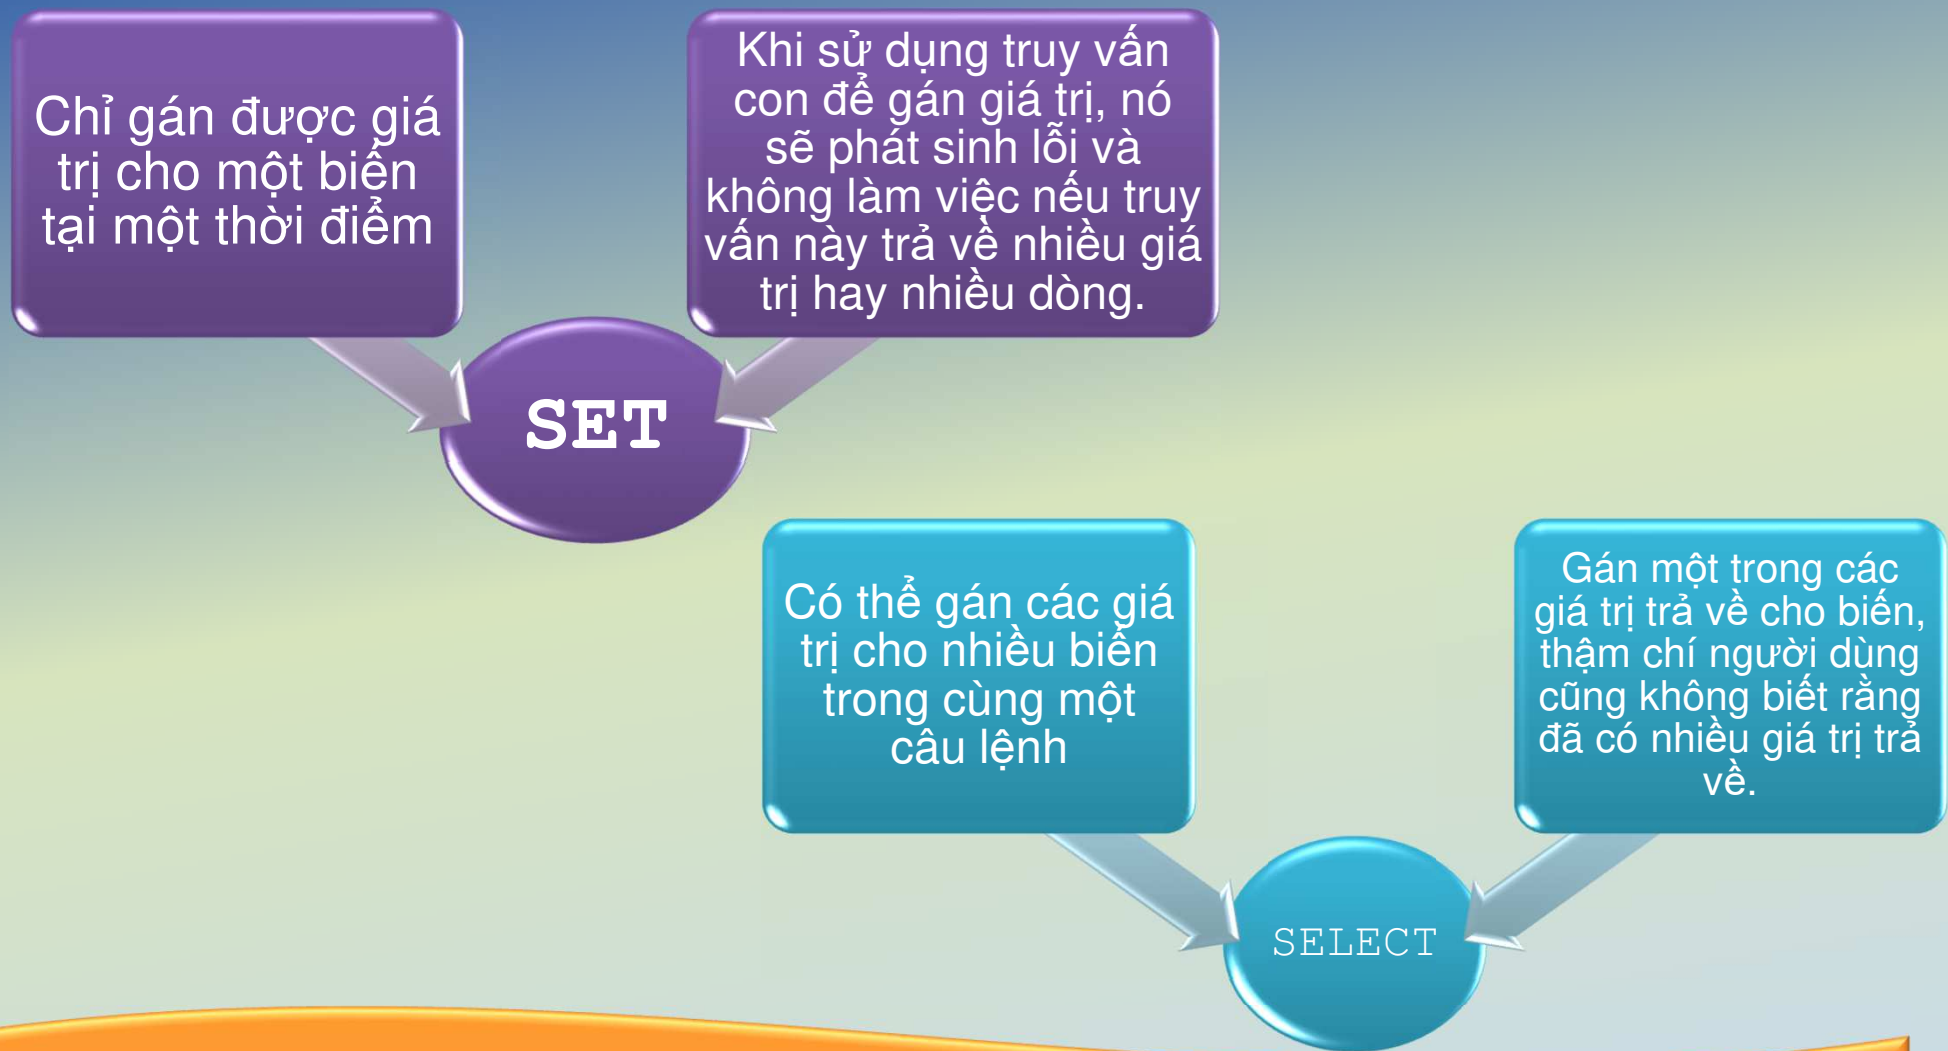 Chỉ gán được giá
trị cho một biến
tại một thời điểm
Khi sử dụng truy vấn
con để gán giá trị, nó
sẽ phát sinh lỗi và
không làm việc nếu truy
vấn này trả về nhiều giá
trị hay nhiều dòng.
SET
Có thể gán các giá
trị cho nhiều biến
trong cùng một
câu lệnh
Gán một trong các
giá trị trả về cho biến,
thậm chí người dùng
cũng không biết rằng
đã có nhiều giá trị trả
về.
SELECT